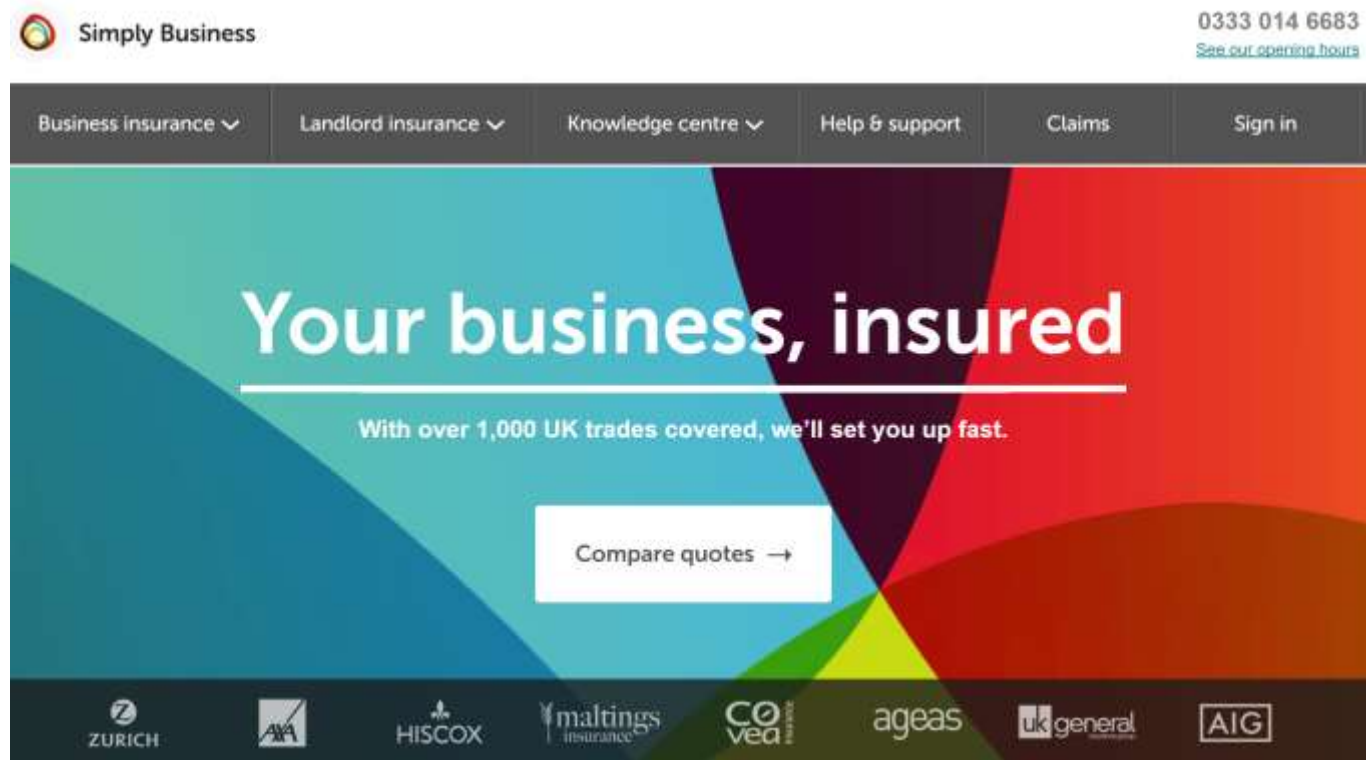 Simply Business
0333 014 6683
See our opening hours
Business insurance
Landlord insurance
Knowledge centre
Help & support
Claims
Sign in
Your business, insured
With over 1,000 UK trades covered, we'll set you up fast.
Compare quotes →
ZURICH
AXA
HISCOX
maltings
insurance
covea
insurance
ageas
uk general
AIG